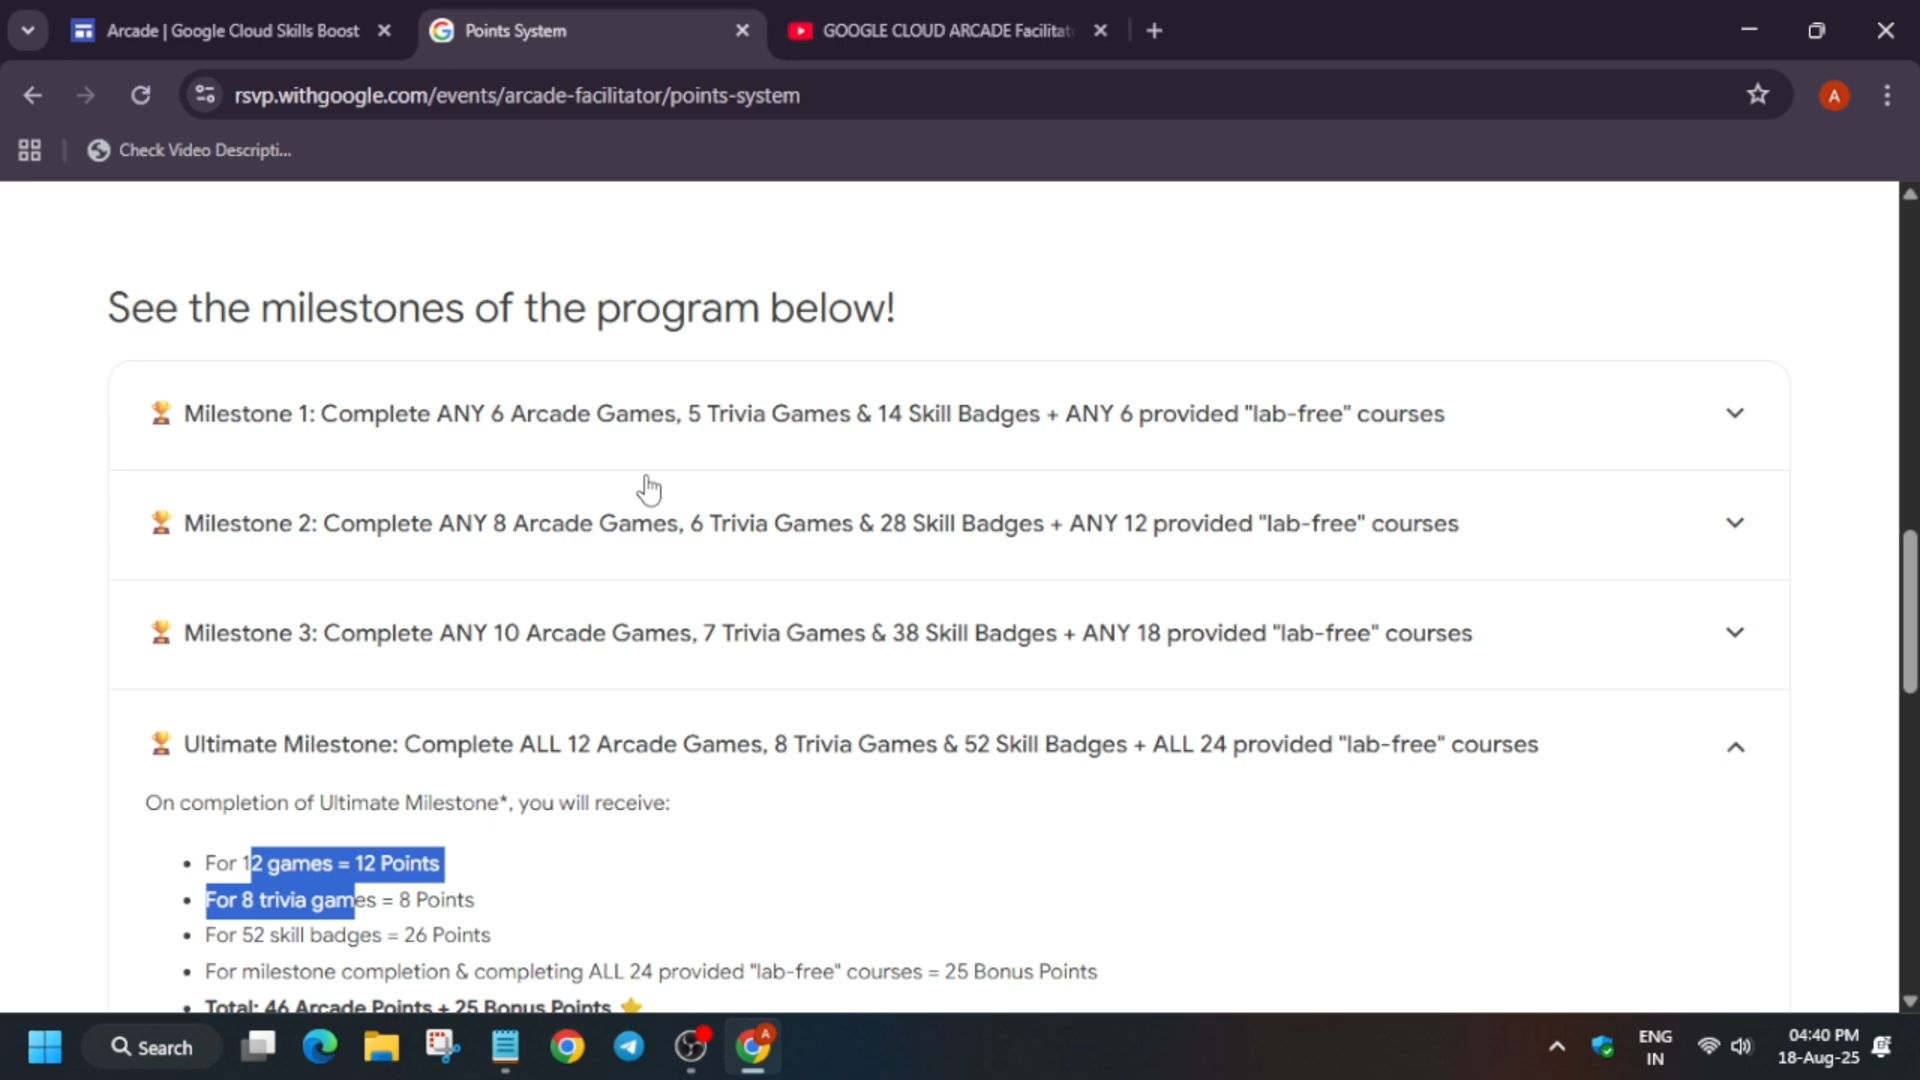 Arcade | Google Cloud Skills Boost
Points System
GOOGLE CLOUD ARCADE Facilitat
rsvp.withgoogle.com/events/arcade-facilitator/points-system
A
Check Video Descripti...
See the milestones of the program below!
Milestone 1: Complete ANY 6 Arcade Games, 5 Trivia Games & 14 Skill Badges + ANY 6 provided "lab-free" courses
Milestone 2: Complete ANY 8 Arcade Games, 6 Trivia Games & 28 Skill Badges + ANY 12 provided "lab-free" courses
Milestone 3: Complete ANY 10 Arcade Games, 7 Trivia Games & 38 Skill Badges + ANY 18 provided "lab-free" courses
Ultimate Milestone: Complete ALL 12 Arcade Games, 8 Trivia Games & 52 Skill Badges + ALL 24 provided "lab-free" courses
On completion of Ultimate Milestone*, you will receive:
• For 12 games = 12 Points
• For 8 trivia games = 8 Points
• For 52 skill badges = 26 Points
• For milestone completion & completing ALL 24 provided "lab-free" courses = 25 Bonus Points
• Total: 46 Arcade Points + 25 Bonus Points
Search
A
ENG
IN
04:40 PM
18-Aug-25